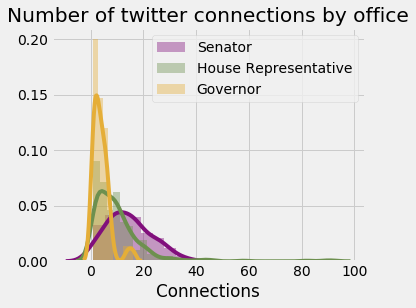 Number of twitter connections by office
0.20
0.15
0.10
0.05
0.00
Senator
House Representative
Governor
0 20 40 60 80 100
Connections